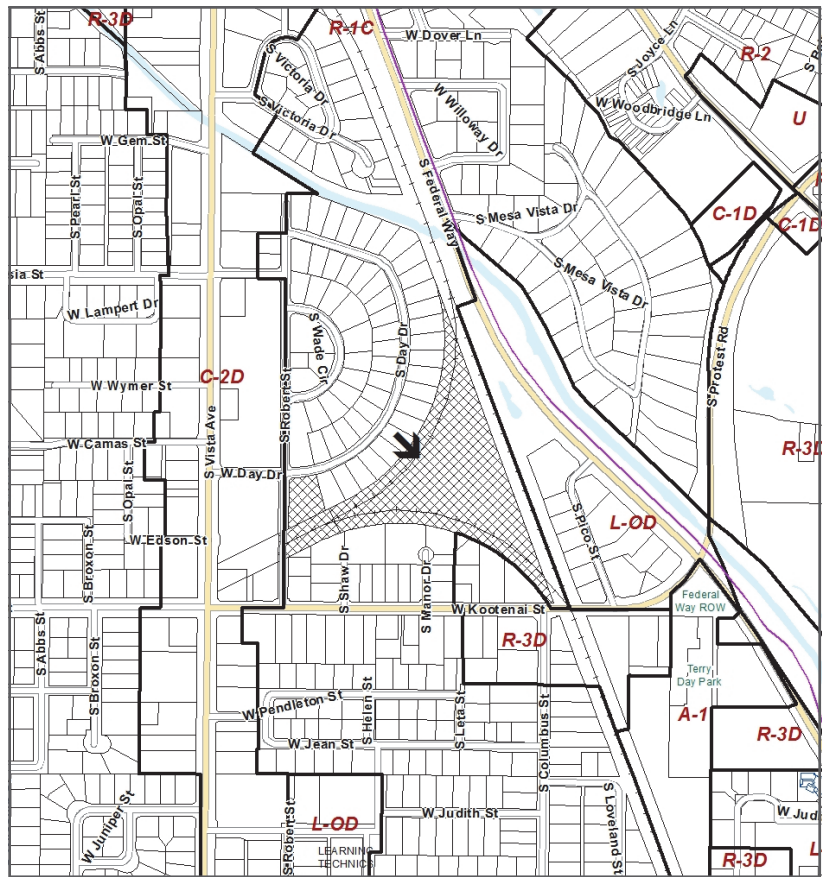 R-3D
S Abbs St
R-1C
W Dover Ln
S Joyce Ln
R-2
S Victoria Dr
S Victoria Dr
W Willoway Dr
W Woodbridge Ln
U
W Gem St
S Federal Way
S Pearl St
S Opal St
S Mesa Vista Dr
C-1D
C-1D
S Mesa Vista Dr
sia St
W Lampert Dr
S Wade Cir
S Day Dr
S Protest Rd
W Wymer St
C-2D
S Vista Ave
S Robert St
W Camas St
R-3D
S Opal St
W Day Dr
S Pico St
L-OD
W Edson St
S Broxon St
S Shaw Dr
S Manor Dr
Federal
Way ROW
W Kootenai St
S Abbs St
S Broxon St
R-3D
Terry
Day Park
W Pendleton St
S Helen St
S Leta St
S Columbus St
A-1
R-3D
W Jean St
S Loveland St
W Juniper St
S Robert St
L-OD
W Judith St
W Jud
LEARNING
TECHNICS
R-3D
L-